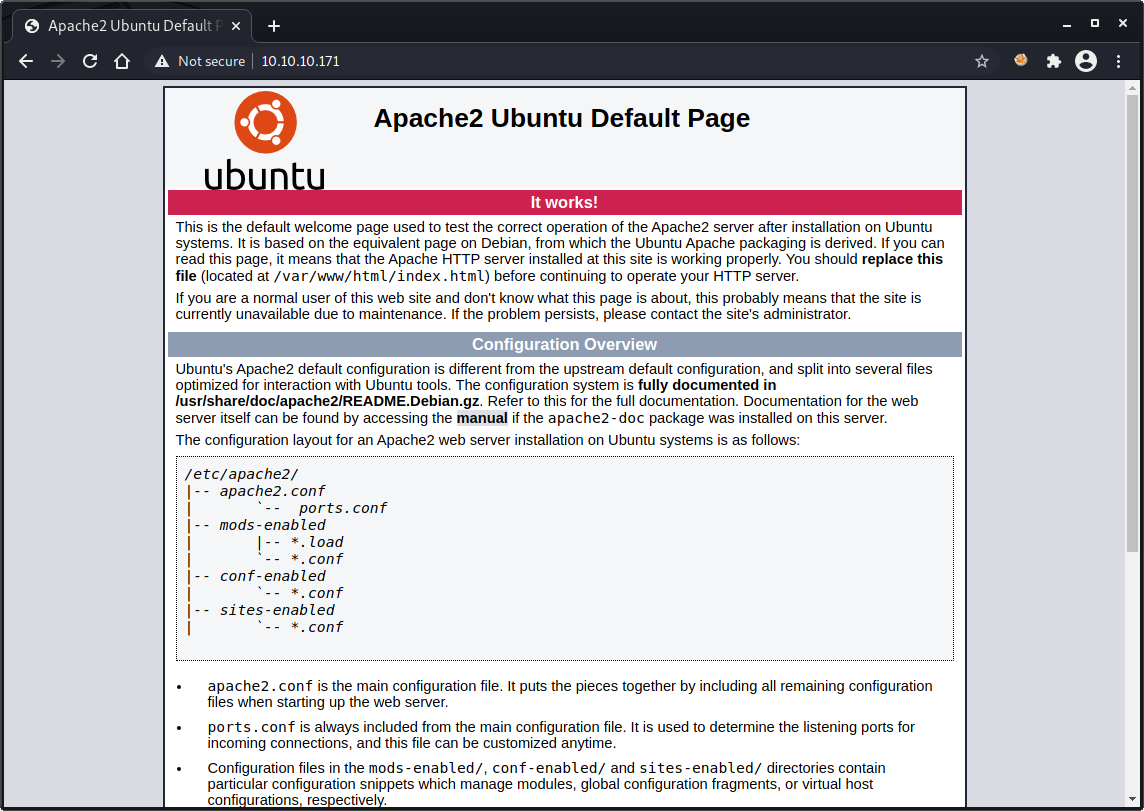 Apache2 Ubuntu Default P
Not secure
10.10.10.171
ubuntu
Apache2 Ubuntu Default Page
It works!
This is the default welcome page used to test the correct operation of the Apache2 server after installation on Ubuntu
systems. It is based on the equivalent page on Debian, from which the Ubuntu Apache packaging is derived. If you can
read this page, it means that the Apache HTTP server installed at this site is working properly. You should replace this
file (located at /var/www/html/index.html) before continuing to operate your HTTP server.
If you are a normal user of this web site and don't know what this page is about, this probably means that the site is
currently unavailable due to maintenance. If the problem persists, please contact the site's administrator.
Configuration Overview
Ubuntu's Apache2 default configuration is different from the upstream default configuration, and split into several files
optimized for interaction with Ubuntu tools. The configuration system is fully documented in
/usr/share/doc/apache2/README.Debian.gz. Refer to this for the full documentation. Documentation for the web
server itself can be found by accessing the manual if the apache2-doc package was installed on this server.
The configuration layout for an Apache2 web server installation on Ubuntu systems is as follows:
/etc/apache2/
|-- apache2.conf
|       `--  ports.conf
|-- mods-enabled
|       |-- *.load
|       `-- *.conf
|-- conf-enabled
|       `-- *.conf
|-- sites-enabled
|       `-- *.conf
• apache2.conf is the main configuration file. It puts the pieces together by including all remaining configuration
files when starting up the web server.
• ports.conf is always included from the main configuration file. It is used to determine the listening ports for
incoming connections, and this file can be customized anytime.
• Configuration files in the mods-enabled/, conf-enabled/ and sites-enabled/ directories contain
particular configuration snippets which manage modules, global configuration fragments, or virtual host
configurations, respectively.